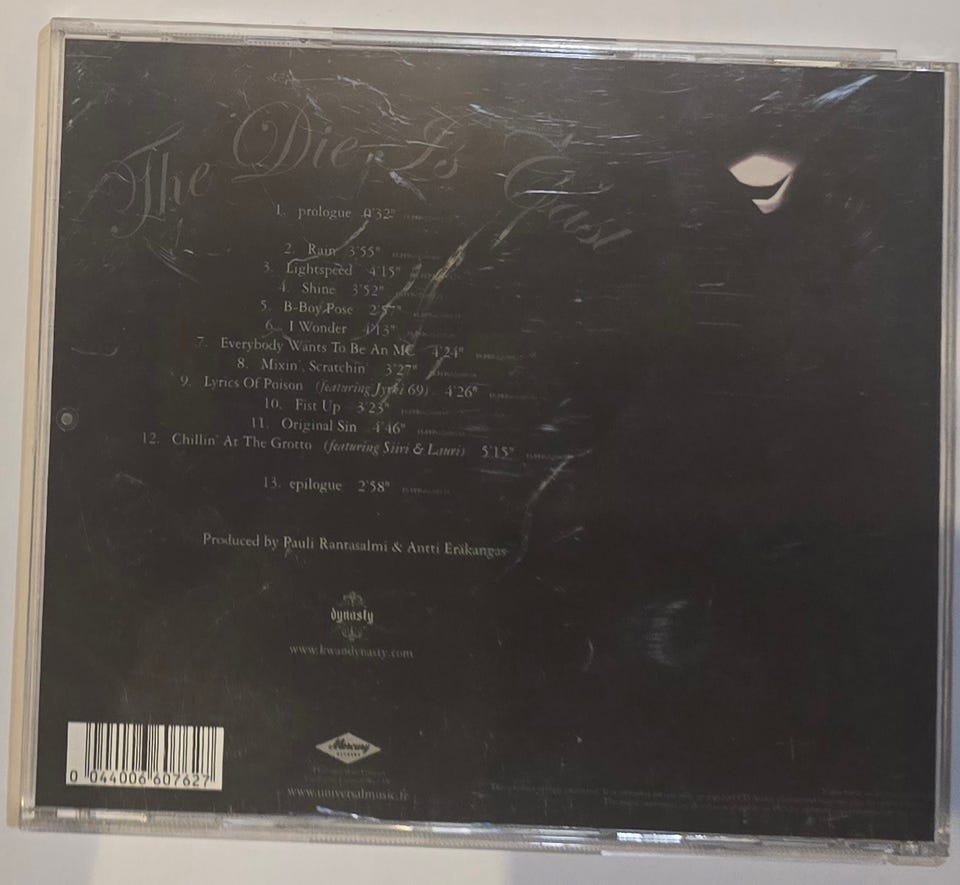 The Die Is Cast
1. prologue 0'32"
2. Rain 3'55"
3. Lightspeed 4'15"
4. Shine 3'52"
5. B-Boy Pose 2'57"
6. I Wonder 4'13"
7. Everybody Wants To Be An MC 4'24"
8. Mixin', Scratchin' 3'27"
9. Lyrics Of Poison (featuring Jyrki 69) 4'26"
10. Fist Up 3'23"
11. Original Sin 4'46"
12. Chillin' At The Grotto (featuring Siiri & Lauri) 5'15"
13. epilogue 2'58"
Produced by Pauli Rantasalmi & Antti Eräkangas
dynasty
www.kwandynasty.com
Mercury
RECORDS
www.universalmusic.fi
0 044006 607627